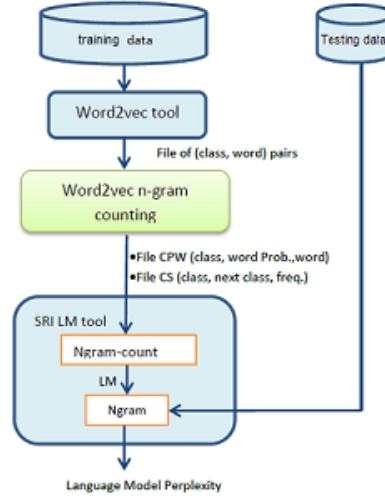 training data
Testing data
Word2vec tool
File of (class, word) pairs
Word2vec n-gram
counting
•File CPW (class, word Prob.,word)
•File CS (class, next class, freq.)
SRI LM tool
Ngram-count
LM
Ngram
Language Model Perplexity